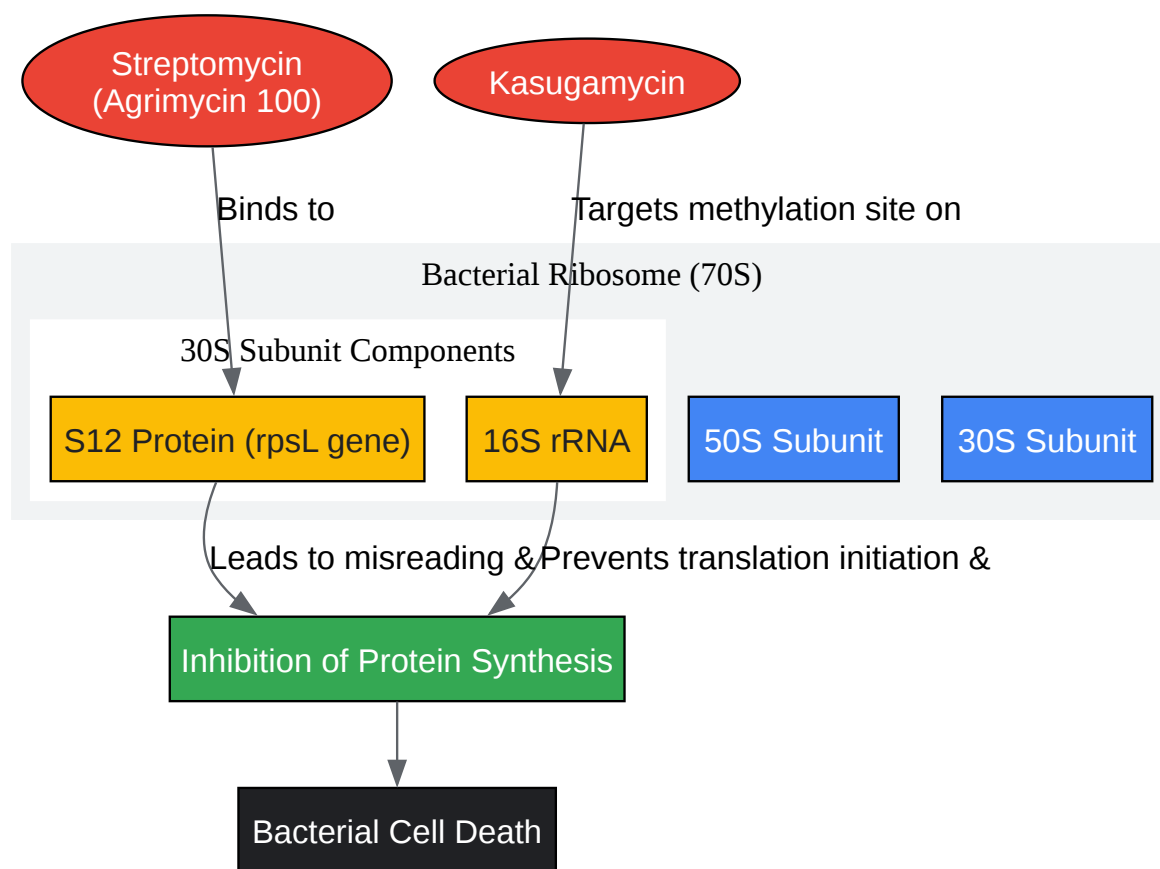 Streptomycin
(Agrimycin 100)
Kasugamycin
Binds to
Targets methylation site on
Bacterial Ribosome (70S)
30S Subunit Components
S12 Protein (rpsL gene)
16S rRNA
50S Subunit
30S Subunit
Leads to misreading &
Prevents translation initiation &
Inhibition of Protein Synthesis
Bacterial Cell Death